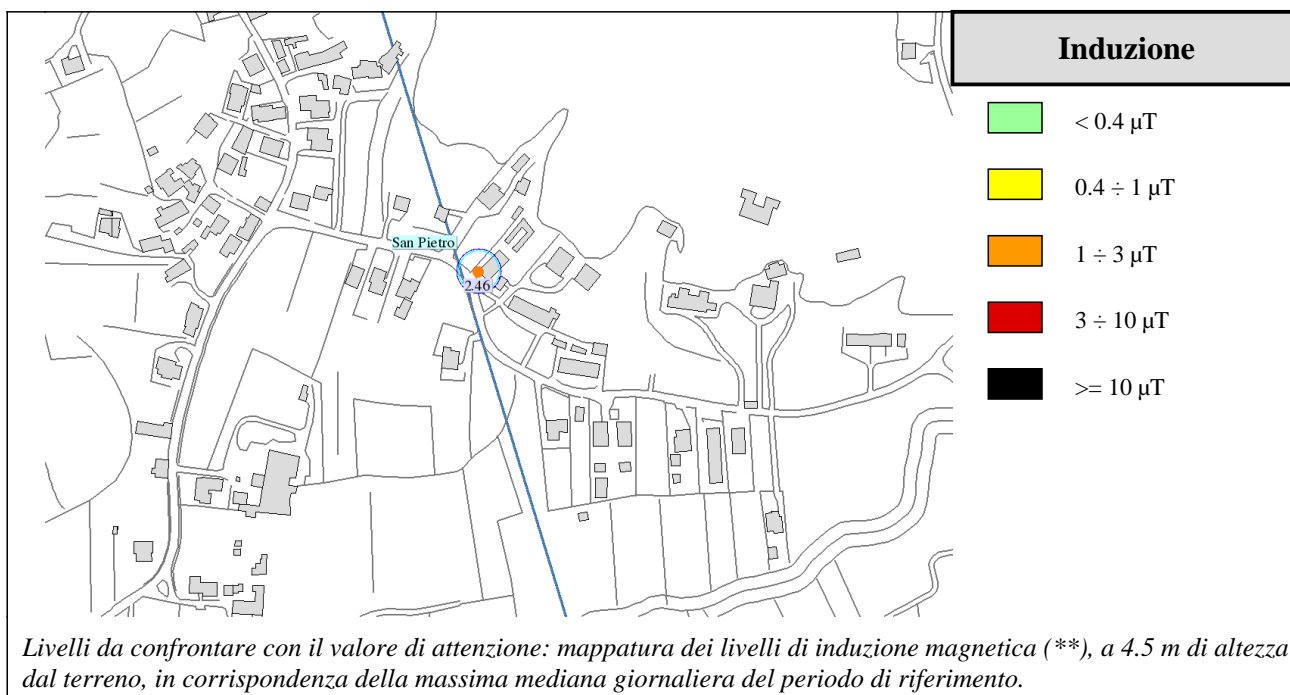 Induzione
< 0.4 µT
0.4 ÷ 1 µT
1 ÷ 3 µT
3 ÷ 10 µT
>= 10 µT
San Pietro
2.46
Livelli da confrontare con il valore di attenzione: mappatura dei livelli di induzione magnetica (**), a 4.5 m di altezza
dal terreno, in corrispondenza della massima mediana giornaliera del periodo di riferimento.